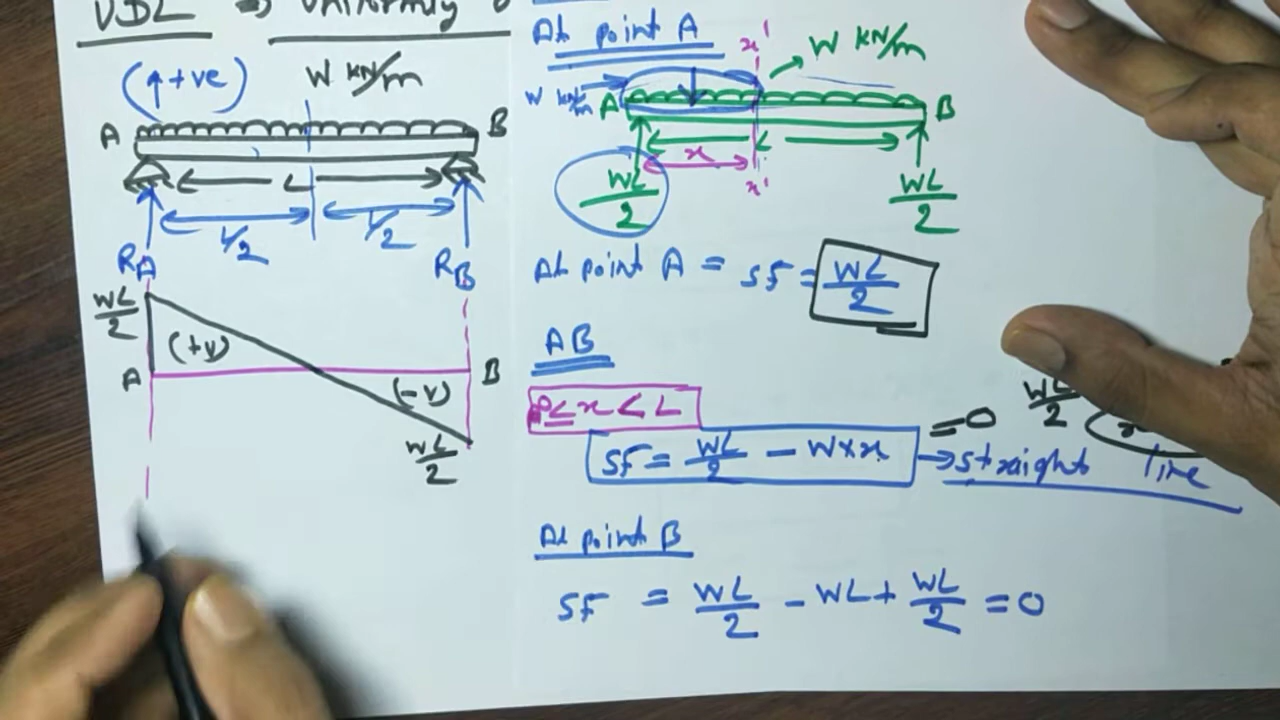 UDL ⇒ Uniformly
(↑+ve) W kN/m
A B
L
L/2 L/2
RA RB
WL/2
(+v)
A B
(-v)
WL/2
At point A
x'
W kN/m
W kN/m A B
L
x
x'
WL/2 WL/2
At point A = SF = WL/2
AB
≤ x < L
=0 WL/2
SF = WL/2 - W×x → straight line
At point B
SF = WL/2 - WL + WL/2 = 0